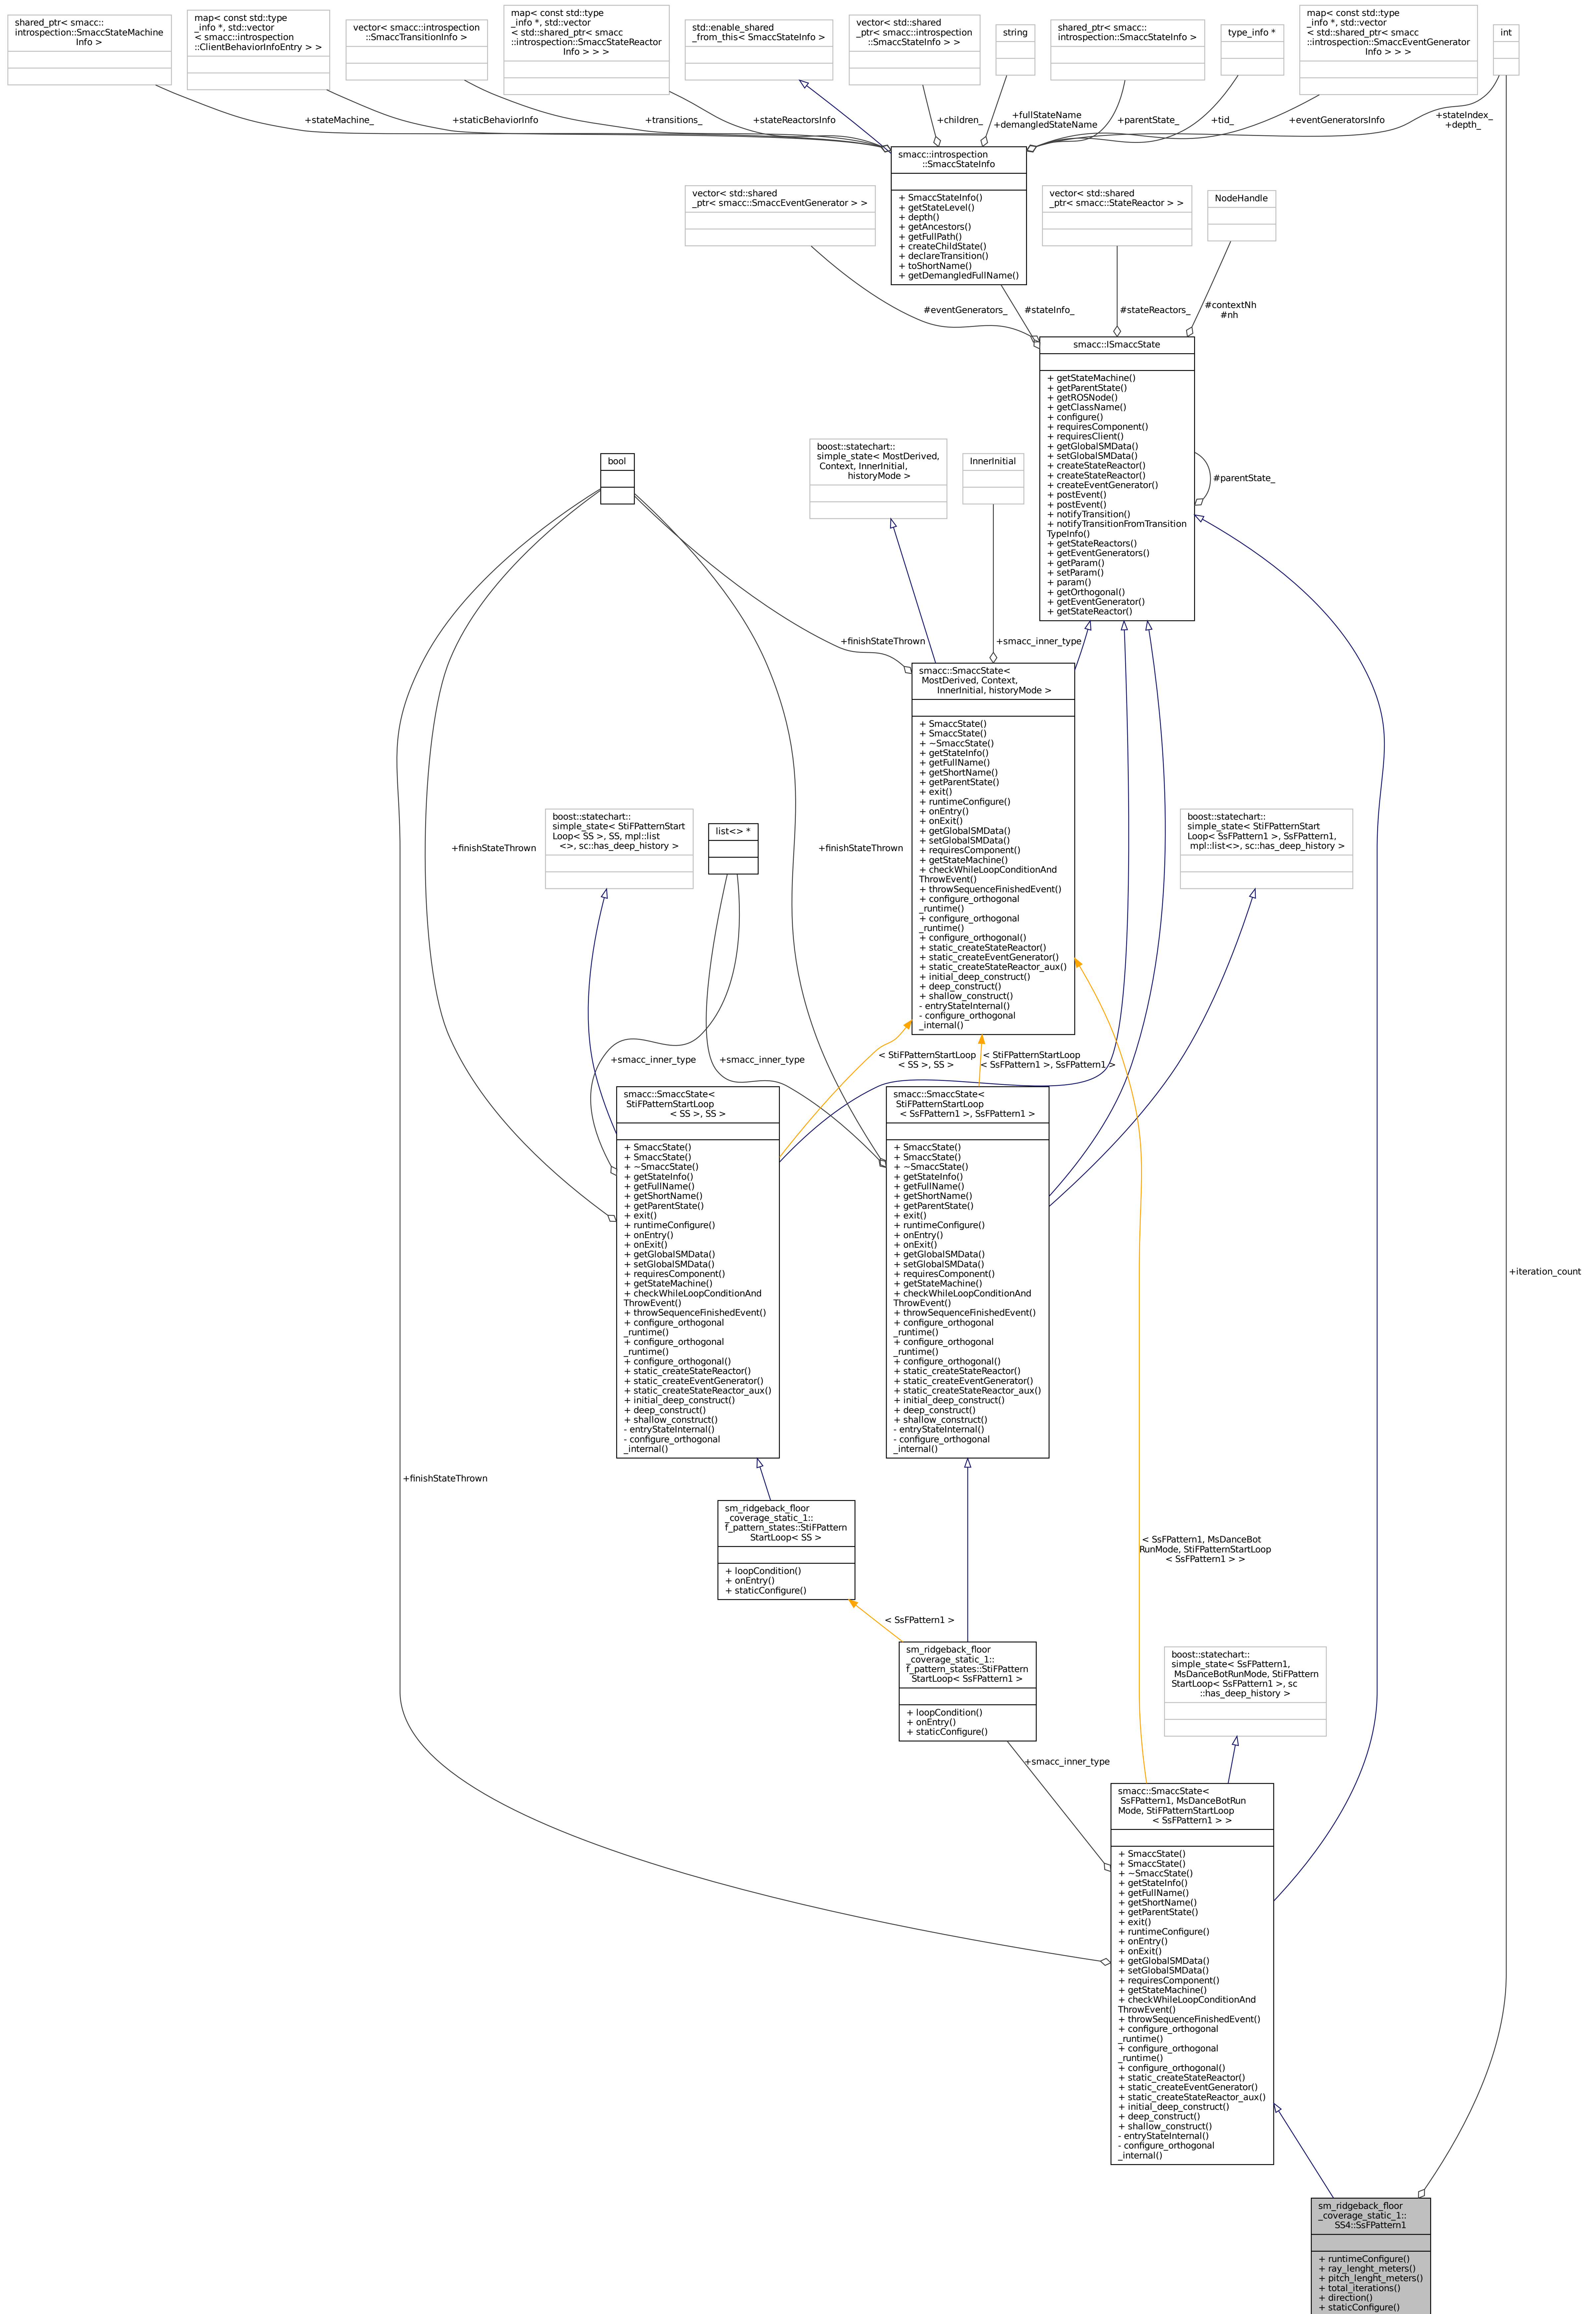 shared_ptr< smacc::
introspection::SmaccStateMachine
Info >
map< const std::type
_info *, std::vector
< smacc::introspection
::ClientBehaviorInfoEntry > >
vector< smacc::introspection
::SmaccTransitionInfo >
map< const std::type
_info *, std::vector
< std::shared_ptr< smacc
::introspection::SmaccStateReactor
Info > > >
std::enable_shared
_from_this< SmaccStateInfo >
vector< std::shared
_ptr< smacc::introspection
::SmaccStateInfo > >
string
shared_ptr< smacc::
introspection::SmaccStateInfo >
type_info *
map< const std::type
_info *, std::vector
< std::shared_ptr< smacc
::introspection::SmaccEventGenerator
Info > > >
int
+stateMachine_
+staticBehaviorInfo
+transitions_
+stateReactorsInfo
+children_
+fullStateName
+demangledStateName
+parentState_
+tid_
+eventGeneratorsInfo
+stateIndex_
+depth_
smacc::introspection
::SmaccStateInfo
+ SmaccStateInfo()
+ getStateLevel()
+ depth()
+ getAncestors()
+ getFullPath()
+ createChildState()
+ declareTransition()
+ toShortName()
+ getDemangledFullName()
vector< std::shared
_ptr< smacc::SmaccEventGenerator > >
vector< std::shared
_ptr< smacc::StateReactor > >
NodeHandle
#eventGenerators_
#stateInfo_
#stateReactors_
#contextNh
#nh
smacc::ISmaccState
+ getStateMachine()
+ getParentState()
+ getROSNode()
+ getClassName()
+ configure()
+ requiresComponent()
+ requiresClient()
+ getGlobalSMData()
+ setGlobalSMData()
+ createStateReactor()
+ createStateReactor()
+ createEventGenerator()
+ postEvent()
+ postEvent()
+ notifyTransition()
+ notifyTransitionFromTransition
TypeInfo()
+ getStateReactors()
+ getEventGenerators()
+ getParam()
+ setParam()
+ param()
+ getOrthogonal()
+ getEventGenerator()
+ getStateReactor()
#parentState_
boost::statechart::
simple_state< MostDerived,
Context, InnerInitial,
historyMode >
InnerInitial
bool
+finishStateThrown
+smacc_inner_type
smacc::SmaccState<
MostDerived, Context,
InnerInitial, historyMode >
+ SmaccState()
+ SmaccState()
+ ~SmaccState()
+ getStateInfo()
+ getFullName()
+ getShortName()
+ getParentState()
+ exit()
+ runtimeConfigure()
+ onEntry()
+ onExit()
+ getGlobalSMData()
+ setGlobalSMData()
+ requiresComponent()
+ getStateMachine()
+ checkWhileLoopConditionAnd
ThrowEvent()
+ throwSequenceFinishedEvent()
+ configure_orthogonal
_runtime()
+ configure_orthogonal
_runtime()
+ configure_orthogonal()
+ static_createStateReactor()
+ static_createEventGenerator()
+ static_createStateReactor_aux()
+ initial_deep_construct()
+ deep_construct()
+ shallow_construct()
- entryStateInternal()
- configure_orthogonal
_internal()
boost::statechart::
simple_state< StiFPatternStart
Loop< SS >, SS, mpl::list
<>, sc::has_deep_history >
list<> *
boost::statechart::
simple_state< StiFPatternStart
Loop< SsFPattern1 >, SsFPattern1,
mpl::list<>, sc::has_deep_history >
+finishStateThrown
+finishStateThrown
+smacc_inner_type
+smacc_inner_type
< StiFPatternStartLoop
< SS >, SS >
< StiFPatternStartLoop
< SsFPattern1 >, SsFPattern1 >
smacc::SmaccState<
StiFPatternStartLoop
< SS >, SS >
+ SmaccState()
+ SmaccState()
+ ~SmaccState()
+ getStateInfo()
+ getFullName()
+ getShortName()
+ getParentState()
+ exit()
+ runtimeConfigure()
+ onEntry()
+ onExit()
+ getGlobalSMData()
+ setGlobalSMData()
+ requiresComponent()
+ getStateMachine()
+ checkWhileLoopConditionAnd
ThrowEvent()
+ throwSequenceFinishedEvent()
+ configure_orthogonal
_runtime()
+ configure_orthogonal
_runtime()
+ configure_orthogonal()
+ static_createStateReactor()
+ static_createEventGenerator()
+ static_createStateReactor_aux()
+ initial_deep_construct()
+ deep_construct()
+ shallow_construct()
- entryStateInternal()
- configure_orthogonal
_internal()
smacc::SmaccState<
StiFPatternStartLoop
< SsFPattern1 >, SsFPattern1 >
+ SmaccState()
+ SmaccState()
+ ~SmaccState()
+ getStateInfo()
+ getFullName()
+ getShortName()
+ getParentState()
+ exit()
+ runtimeConfigure()
+ onEntry()
+ onExit()
+ getGlobalSMData()
+ setGlobalSMData()
+ requiresComponent()
+ getStateMachine()
+ checkWhileLoopConditionAnd
ThrowEvent()
+ throwSequenceFinishedEvent()
+ configure_orthogonal
_runtime()
+ configure_orthogonal
_runtime()
+ configure_orthogonal()
+ static_createStateReactor()
+ static_createEventGenerator()
+ static_createStateReactor_aux()
+ initial_deep_construct()
+ deep_construct()
+ shallow_construct()
- entryStateInternal()
- configure_orthogonal
_internal()
+iteration_count
+finishStateThrown
sm_ridgeback_floor
_coverage_static_1::
f_pattern_states::StiFPattern
StartLoop< SS >
+ loopCondition()
+ onEntry()
+ staticConfigure()
< SsFPattern1, MsDanceBot
RunMode, StiFPatternStartLoop
< SsFPattern1 > >
< SsFPattern1 >
sm_ridgeback_floor
_coverage_static_1::
f_pattern_states::StiFPattern
StartLoop< SsFPattern1 >
+ loopCondition()
+ onEntry()
+ staticConfigure()
boost::statechart::
simple_state< SsFPattern1,
MsDanceBotRunMode, StiFPattern
StartLoop< SsFPattern1 >, sc
::has_deep_history >
+smacc_inner_type
smacc::SmaccState<
SsFPattern1, MsDanceBotRun
Mode, StiFPatternStartLoop
< SsFPattern1 > >
+ SmaccState()
+ SmaccState()
+ ~SmaccState()
+ getStateInfo()
+ getFullName()
+ getShortName()
+ getParentState()
+ exit()
+ runtimeConfigure()
+ onEntry()
+ onExit()
+ getGlobalSMData()
+ setGlobalSMData()
+ requiresComponent()
+ getStateMachine()
+ checkWhileLoopConditionAnd
ThrowEvent()
+ throwSequenceFinishedEvent()
+ configure_orthogonal
_runtime()
+ configure_orthogonal
_runtime()
+ configure_orthogonal()
+ static_createStateReactor()
+ static_createEventGenerator()
+ static_createStateReactor_aux()
+ initial_deep_construct()
+ deep_construct()
+ shallow_construct()
- entryStateInternal()
- configure_orthogonal
_internal()
sm_ridgeback_floor
_coverage_static_1::
SS4::SsFPattern1
+ runtimeConfigure()
+ ray_lenght_meters()
+ pitch_lenght_meters()
+ total_iterations()
+ direction()
+ staticConfigure()